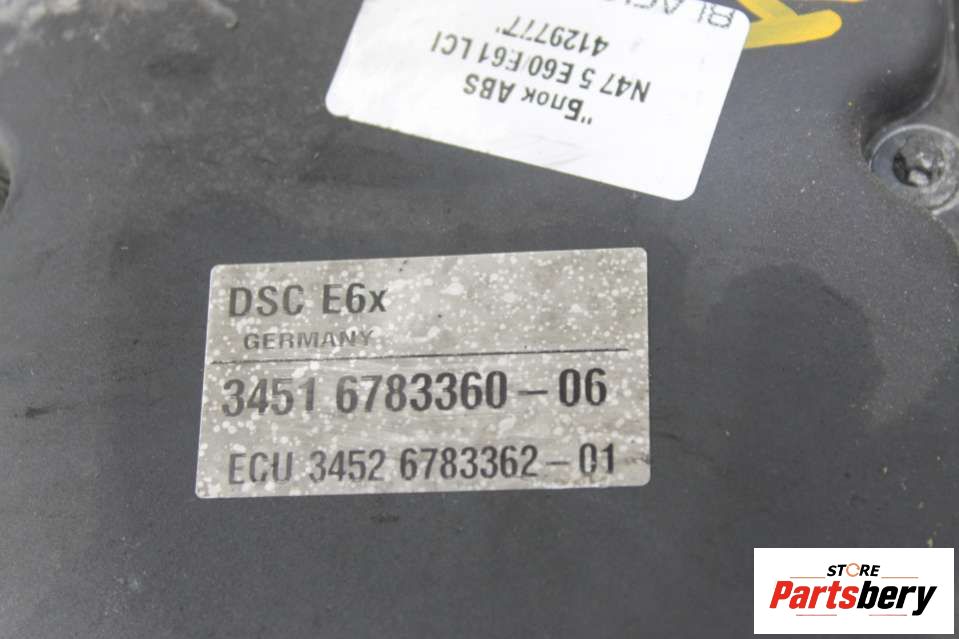 "Блок ABS
N47 5 E60/E61 LCI
4129777'
DSC E6x
GERMANY
3451 6783360-06
ECU 3452 6783362-01
STORE
Partsbery